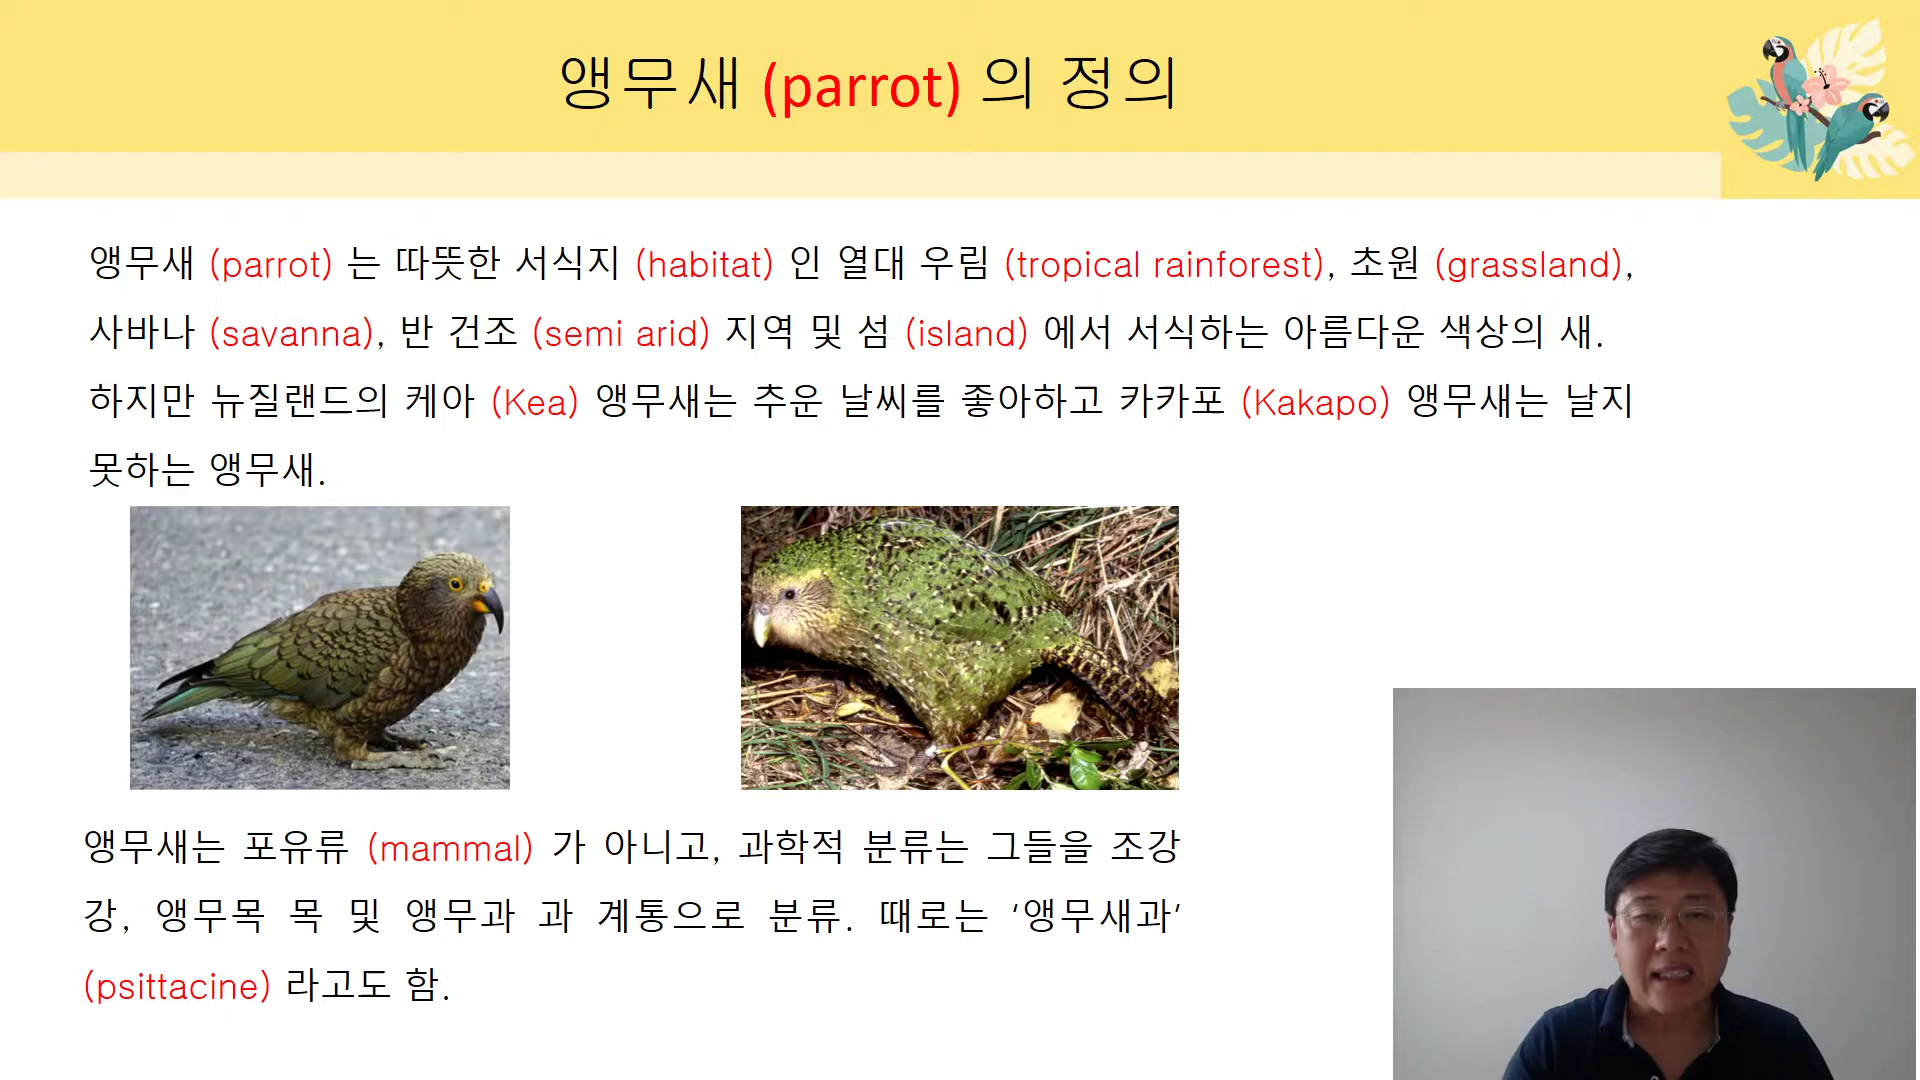 앵무새 (parrot) 의 정의
앵무새 (parrot) 는 따뜻한 서식지 (habitat) 인 열대 우림 (tropical rainforest), 초원 (grassland),
사바나 (savanna), 반 건조 (semi arid) 지역 및 섬 (island) 에서 서식하는 아름다운 색상의 새.
하지만 뉴질랜드의 케아 (Kea) 앵무새는 추운 날씨를 좋아하고 카카포 (Kakapo) 앵무새는 날지
못하는 앵무새.
앵무새는 포유류 (mammal) 가 아니고, 과학적 분류는 그들을 조강
강, 앵무목 목 및 앵무과 과 계통으로 분류. 때로는 ‘앵무새과’
(psittacine) 라고도 함.